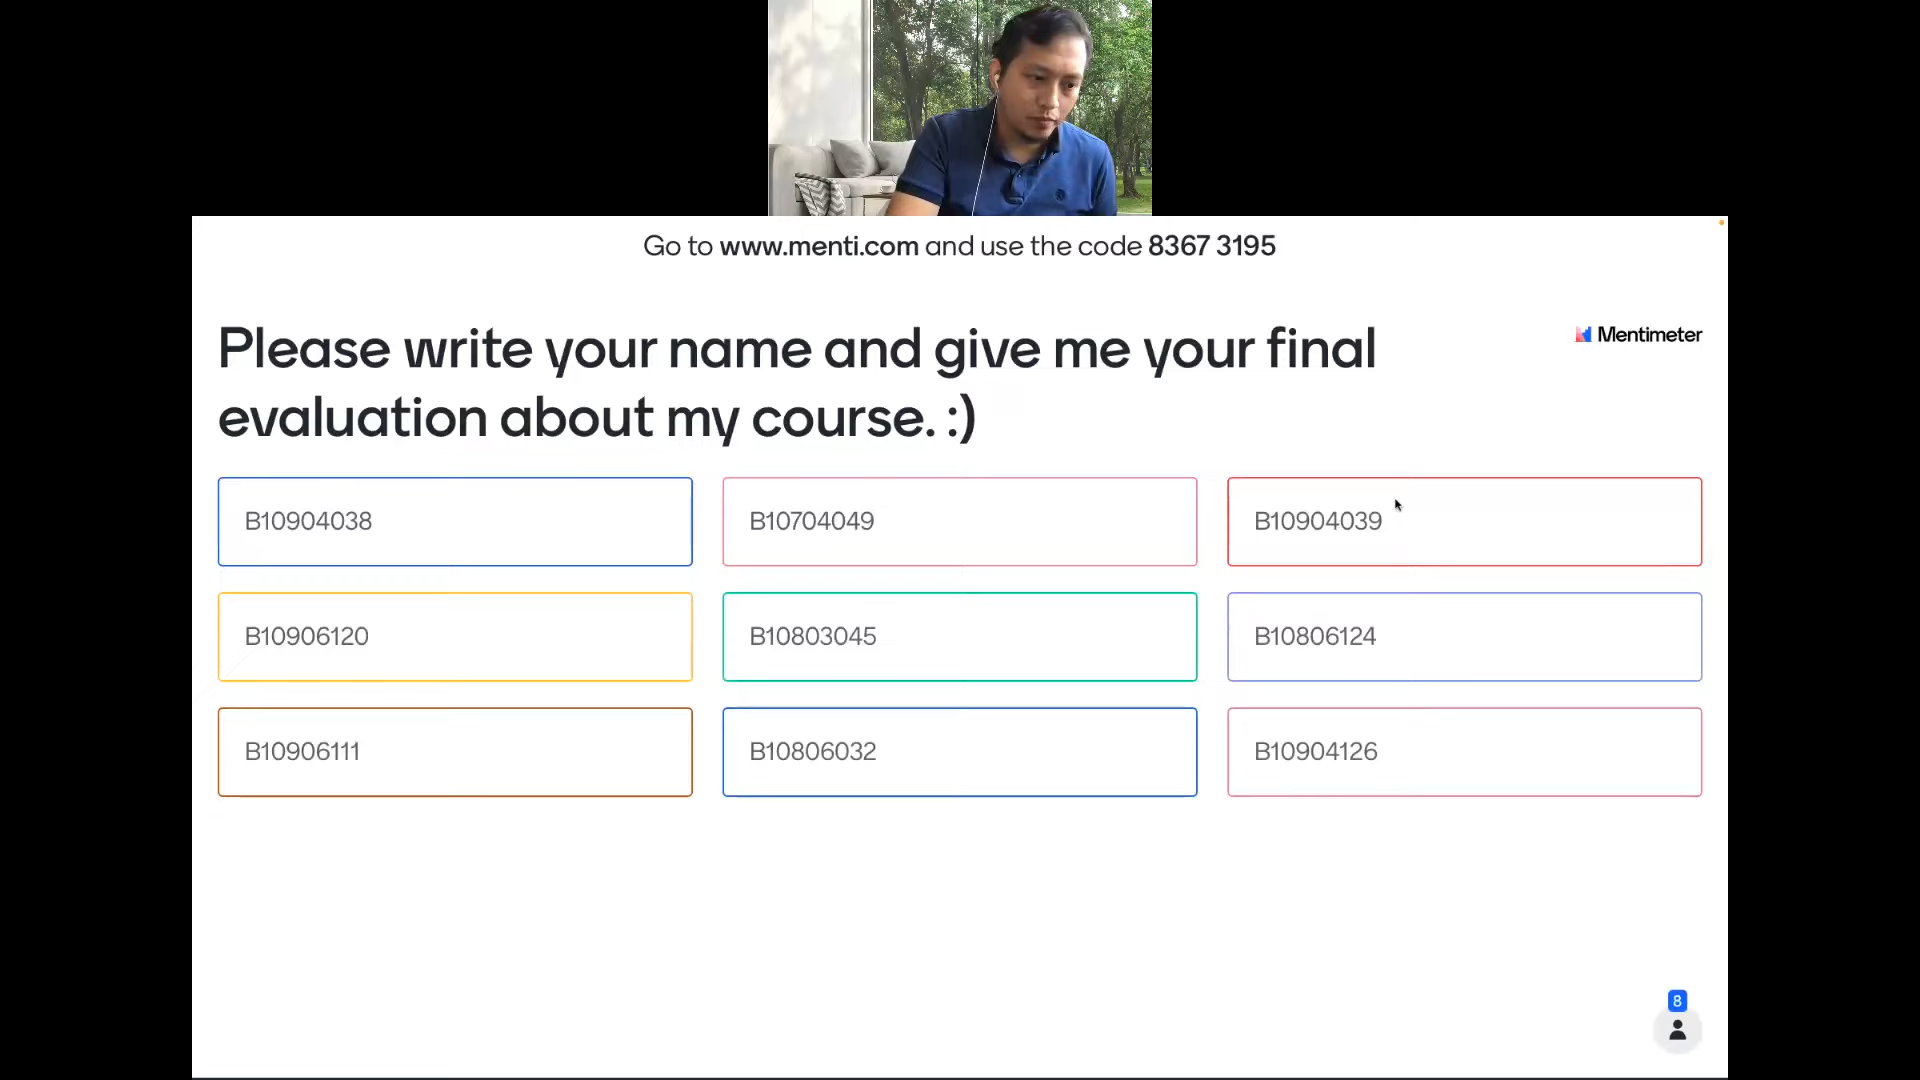 Go to www.menti.com and use the code 8367 3195
Please write your name and give me your final
evaluation about my course. :)
Mentimeter
B10904038
B10704049
B10904039
B10906120
B10803045
B10806124
B10906111
B10806032
B10904126
8